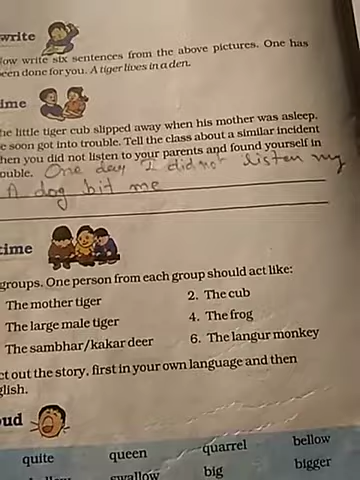 write
Now write six sentences from the above pictures. One has
been done for you. A tiger lives in a den.
ime
he little tiger cub slipped away when his mother was asleep.
e soon got into trouble. Tell the class about a similar incident
hen you did not listen to your parents and found yourself in
ouble. One day I did not listen my
A dog bit me
time
groups. One person from each group should act like:
The mother tiger 2. The cub
The large male tiger 4. The frog
The sambhar/kakar deer 6. The langur monkey
ct out the story, first in your own language and then
glish.
ud
quite queen quarrel bellow
swallow big bigger